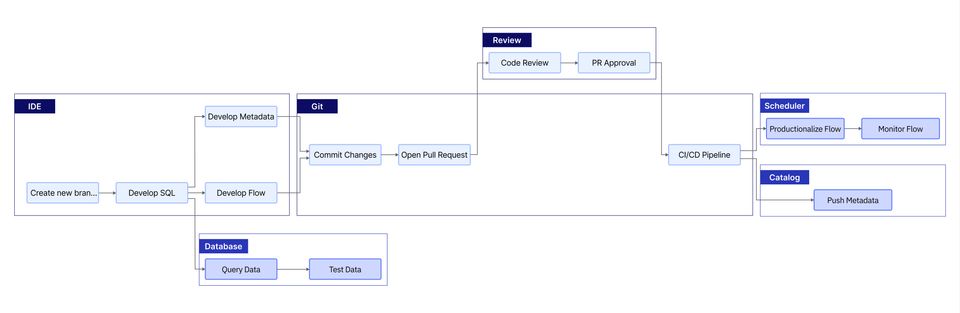 Review
Code Review
PR Approval
IDE
Develop Metadata
Create new bran...
Develop SQL
Develop Flow
Git
Commit Changes
Open Pull Request
CI/CD Pipeline
Scheduler
Productionalize Flow
Monitor Flow
Catalog
Push Metadata
Database
Query Data
Test Data